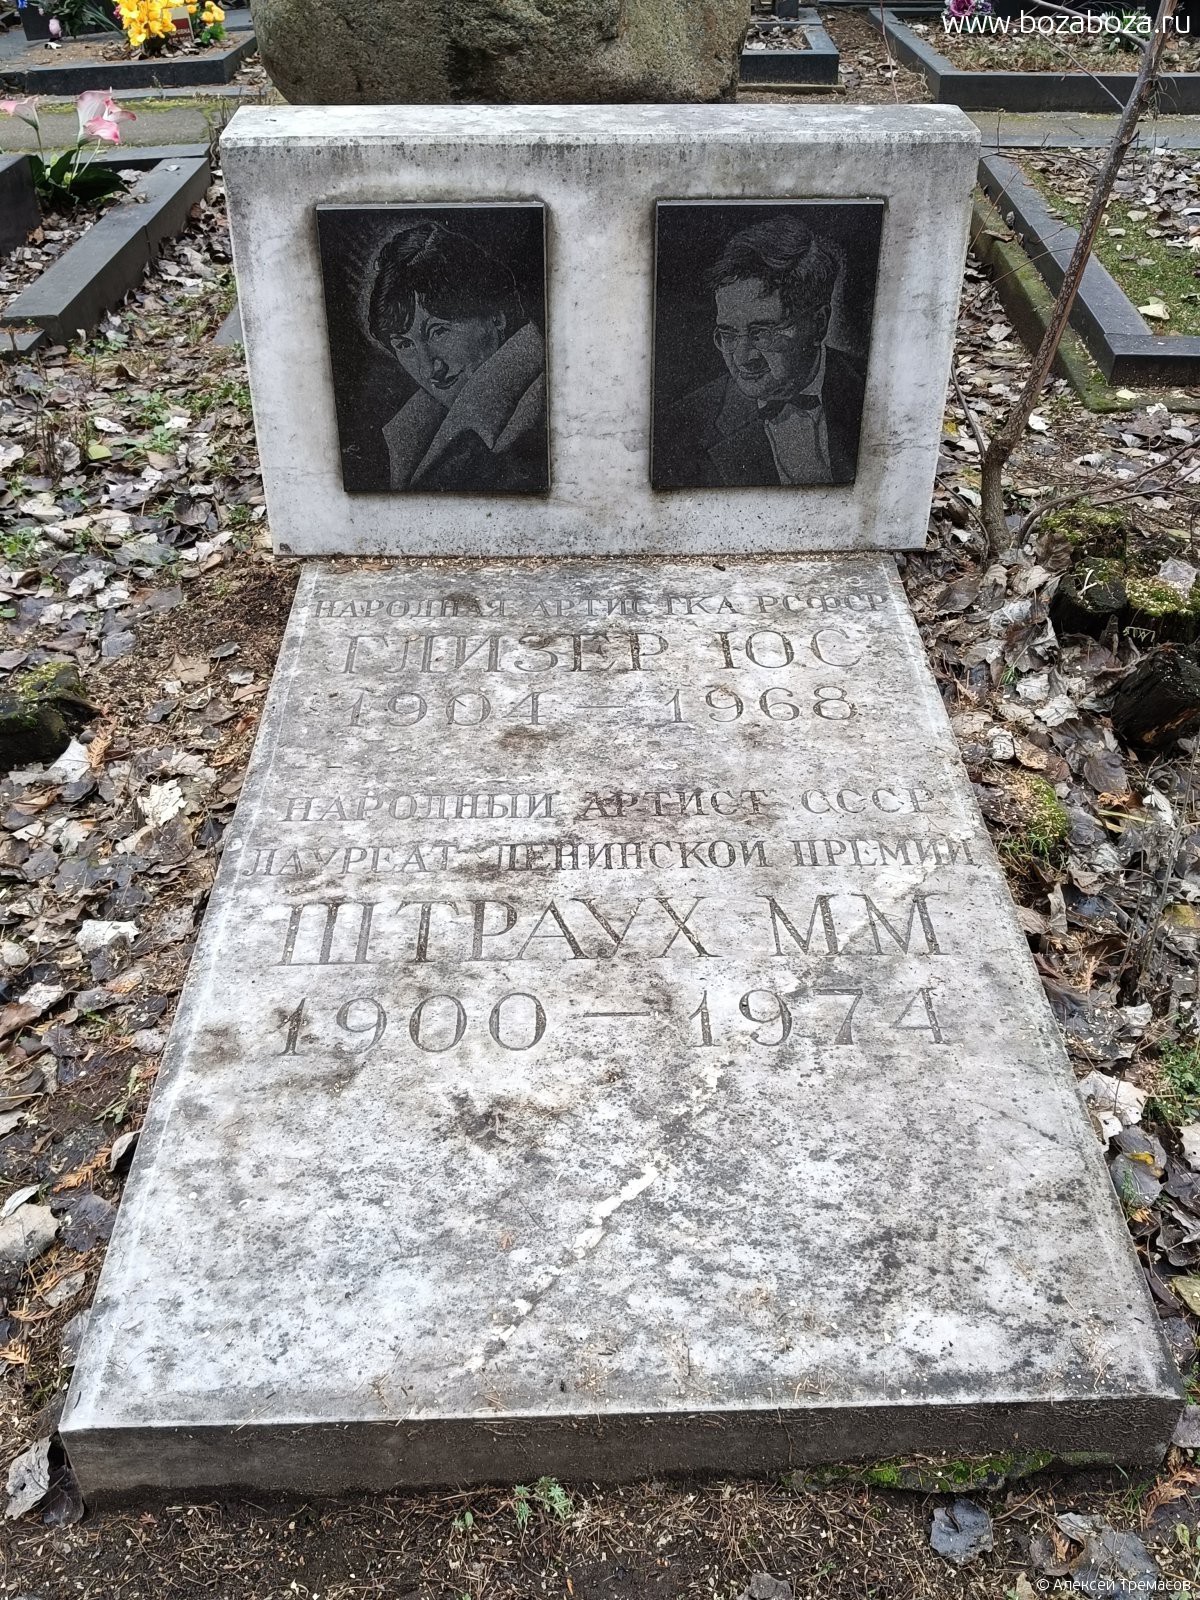 www.bozaboza.ru
НАРОДНАЯ АРТИСТКА РСФСР
ГЛИЗЕР Ю С
1904 – 1968
НАРОДНЫЙ АРТИСТ СССР
ЛАУРЕАТ ЛЕНИНСКОЙ ПРЕМИИ
ШТРАУХ М М
1900 – 1974
© Алексей Тремасов